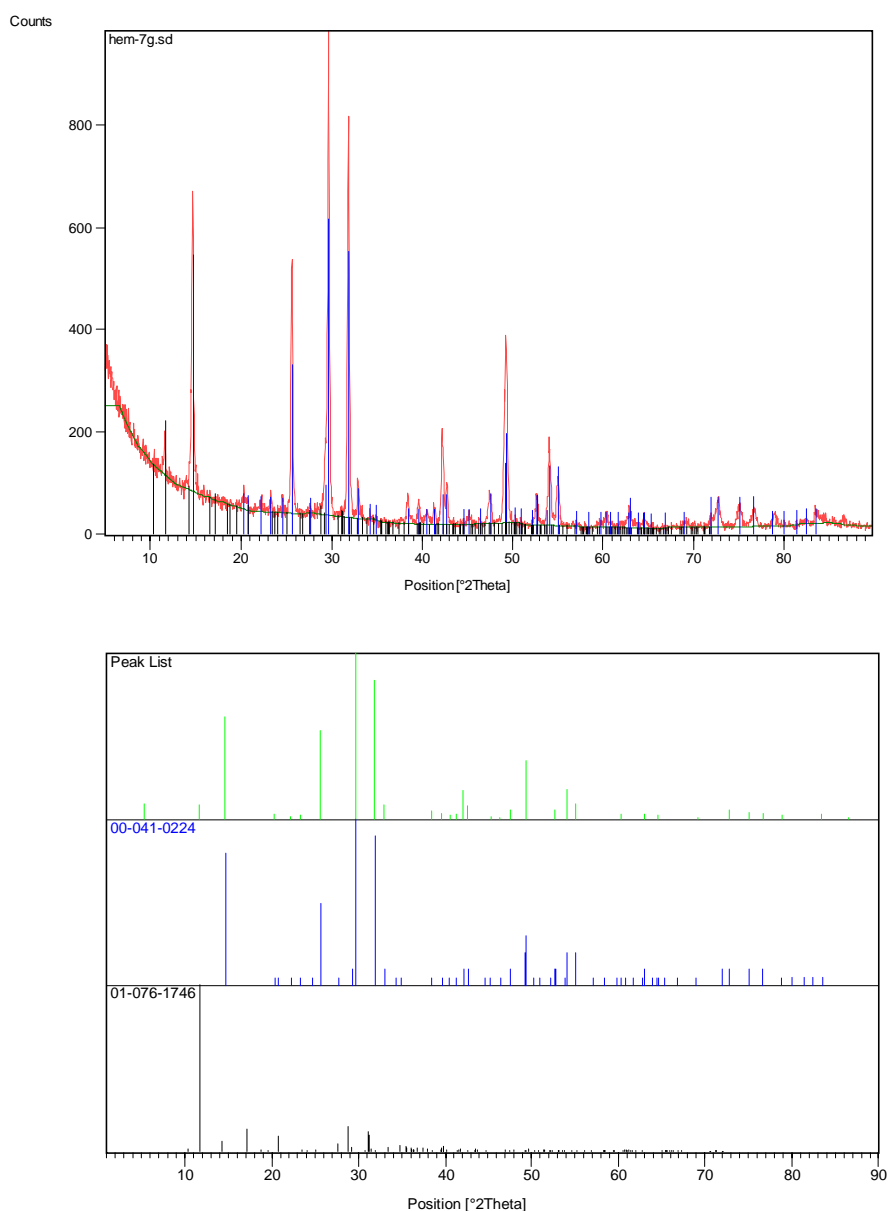 Counts
hem-7g.sd
800
600
400
200
0
10 20 30 40 50 60 70 80
Position [°2Theta]
Peak List
00-041-0224
01-076-1746
10 20 30 40 50 60 70 80 90
Position [°2Theta]